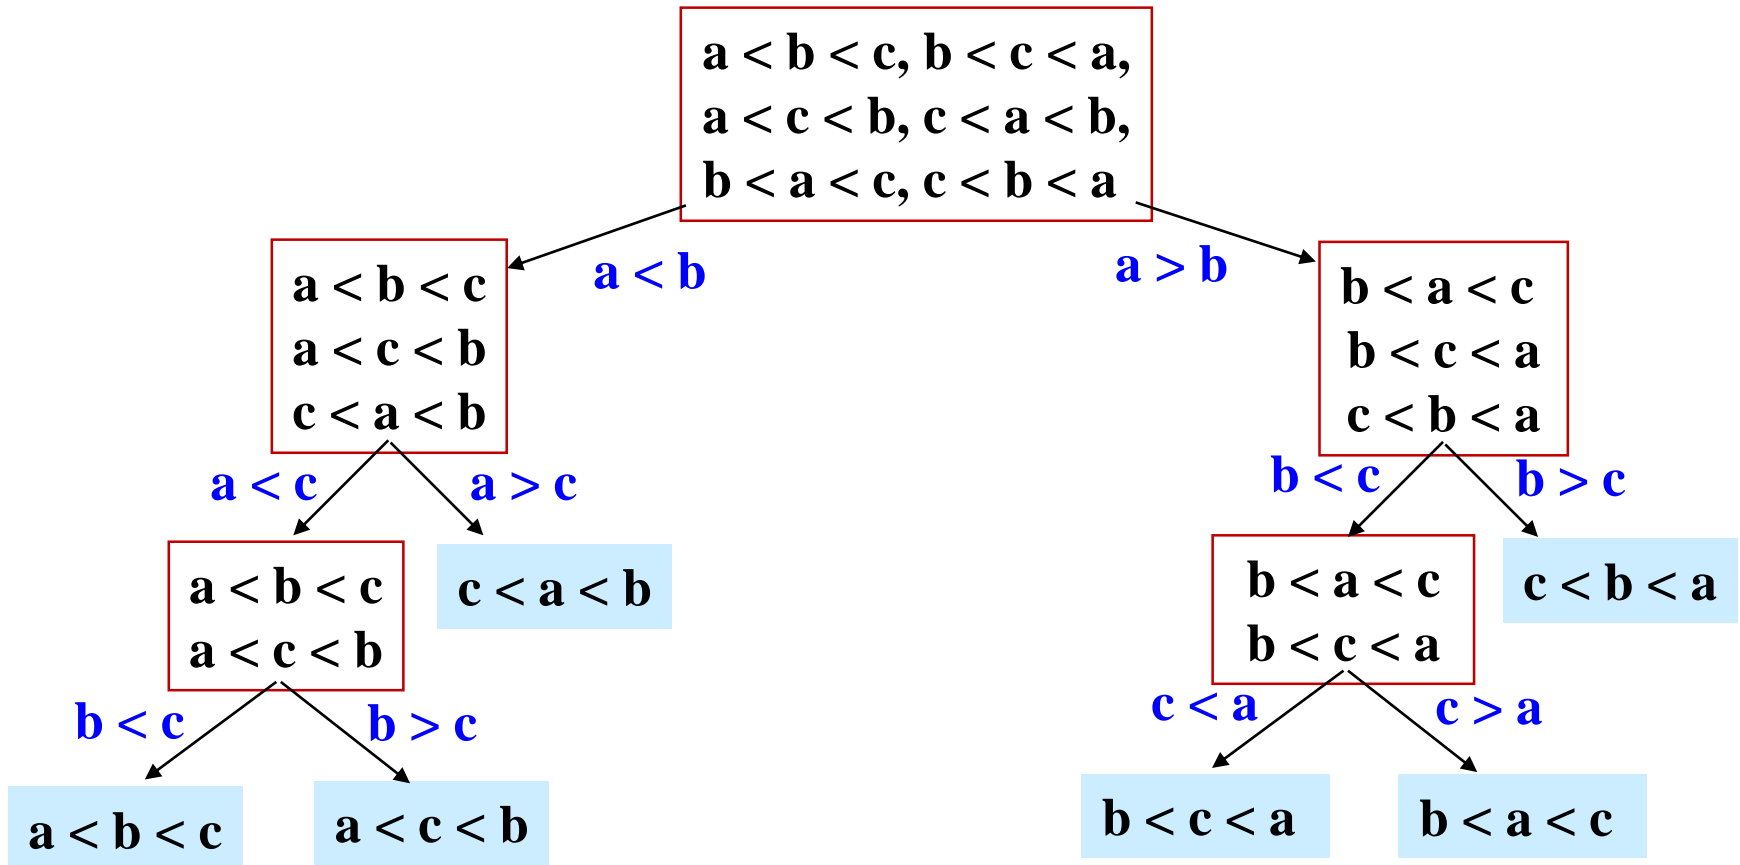 a < b < c, b < c < a,
a < c < b, c < a < b,
b < a < c, c < b < a
a < b
a > b
a < b < c
a < c < b
c < a < b
b < a < c
b < c < a
c < b < a
a < c
a > c
b < c
b > c
a < b < c
a < c < b
c < a < b
b < a < c
b < c < a
c < b < a
b < c
b > c
c < a
c > a
a < b < c
a < c < b
b < c < a
b < a < c